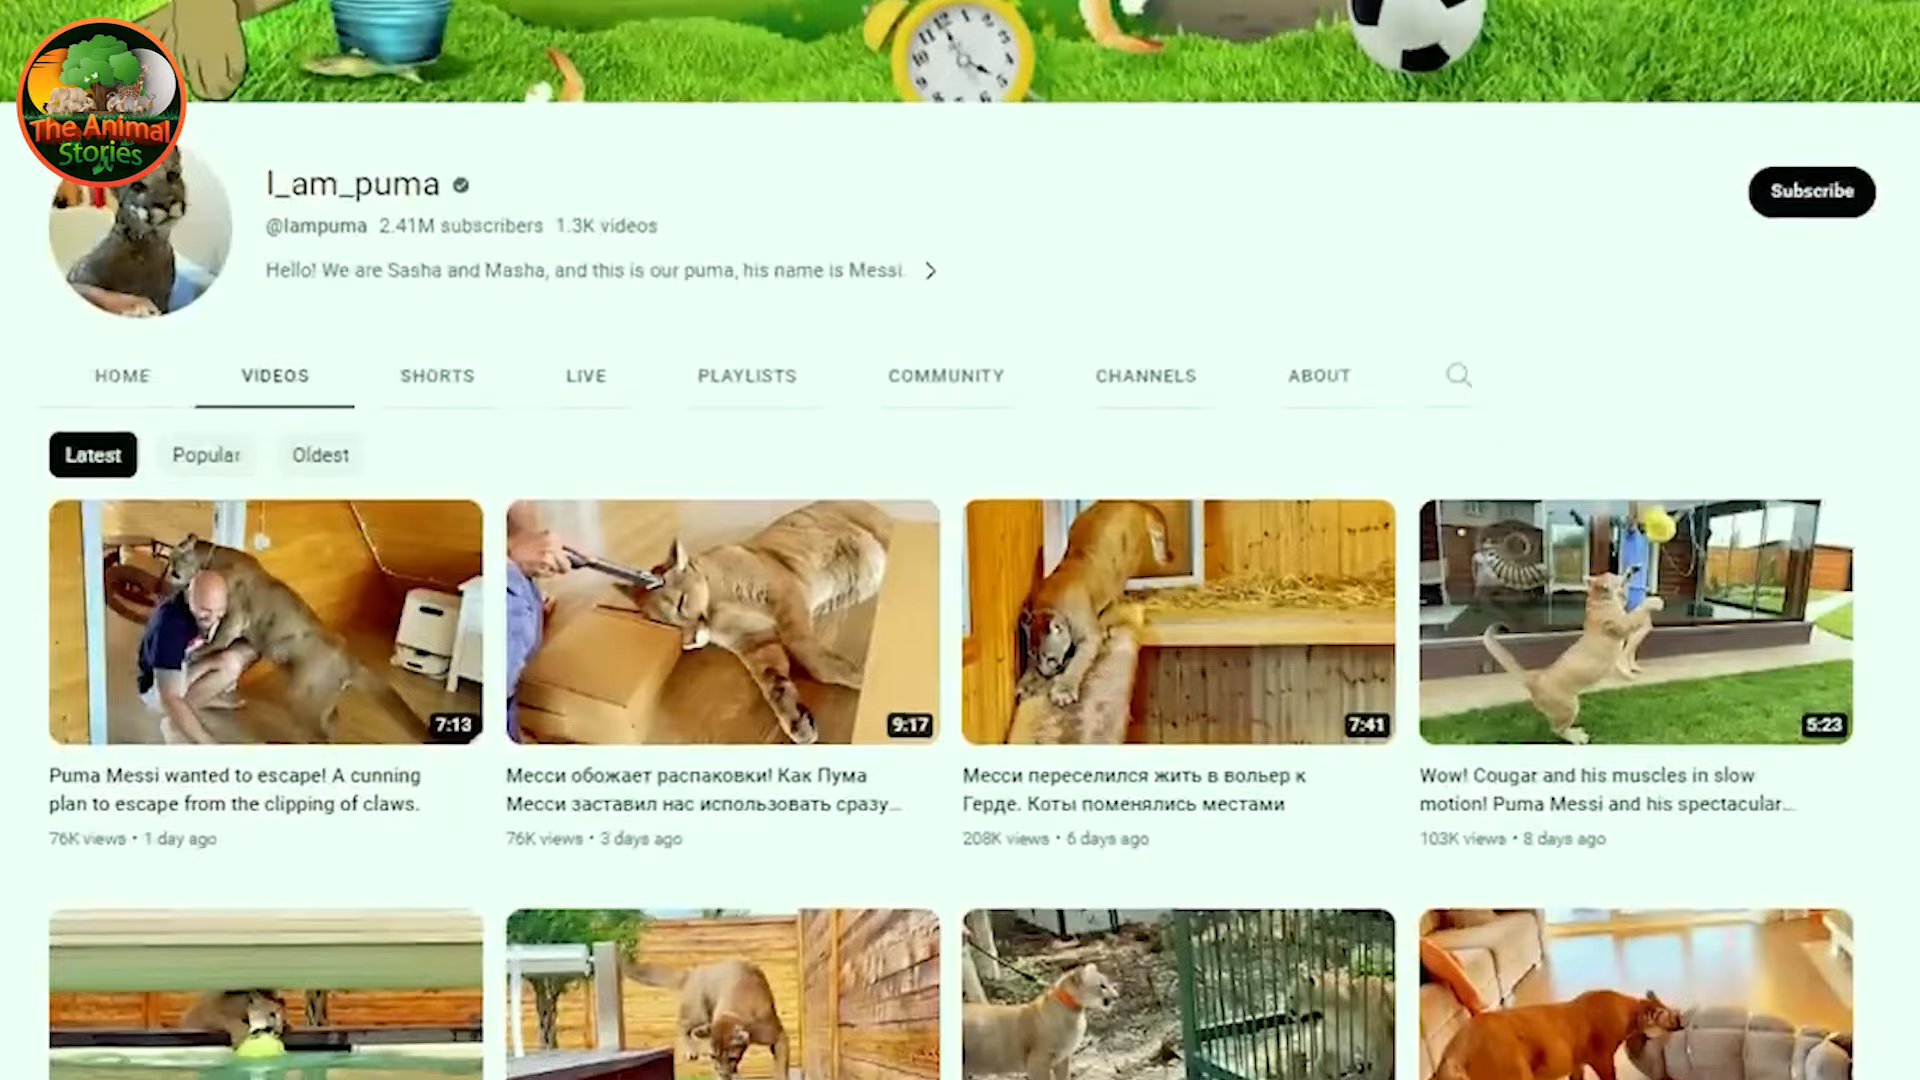 The Animal
Stories
I_am_puma
@Iampuma 2.41M subscribers 1.3K videos
Hello! We are Sasha and Masha, and this is our puma, his name is Messi.
Subscribe
HOME VIDEOS SHORTS LIVE PLAYLISTS COMMUNITY CHANNELS ABOUT
Latest Popular Oldest
7:13 9:17 7:41 5:23
Puma Messi wanted to escape! A cunning
plan to escape from the clipping of claws.
76K views • 1 day ago
Месси обожает распаковки! Как Пума
Месси заставил нас использовать сразу...
76K views • 3 days ago
Месси переселился жить в вольер к
Герде. Коты поменялись местами
208K views • 6 days ago
Wow! Cougar and his muscles in slow
motion! Puma Messi and his spectacular...
103K views • 8 days ago